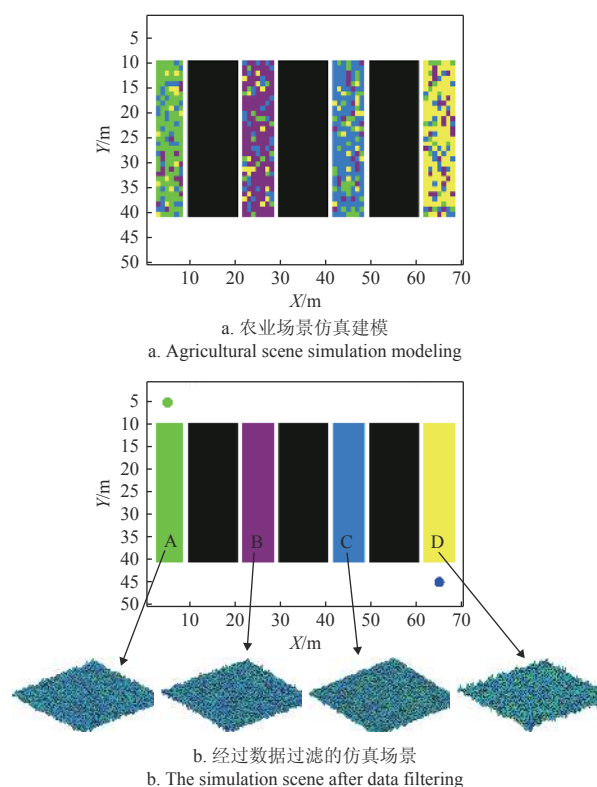 5
10
15
20
25
30
35
40
45
50
Y/m
10 20 30 40 50 60 70
X/m
a. 农业场景仿真建模
a. Agricultural scene simulation modeling
5
10
15
20
25
30
35
40
45
50
Y/m
A B C D
10 20 30 40 50 60 70
X/m
b. 经过数据过滤的仿真场景
b. The simulation scene after data filtering